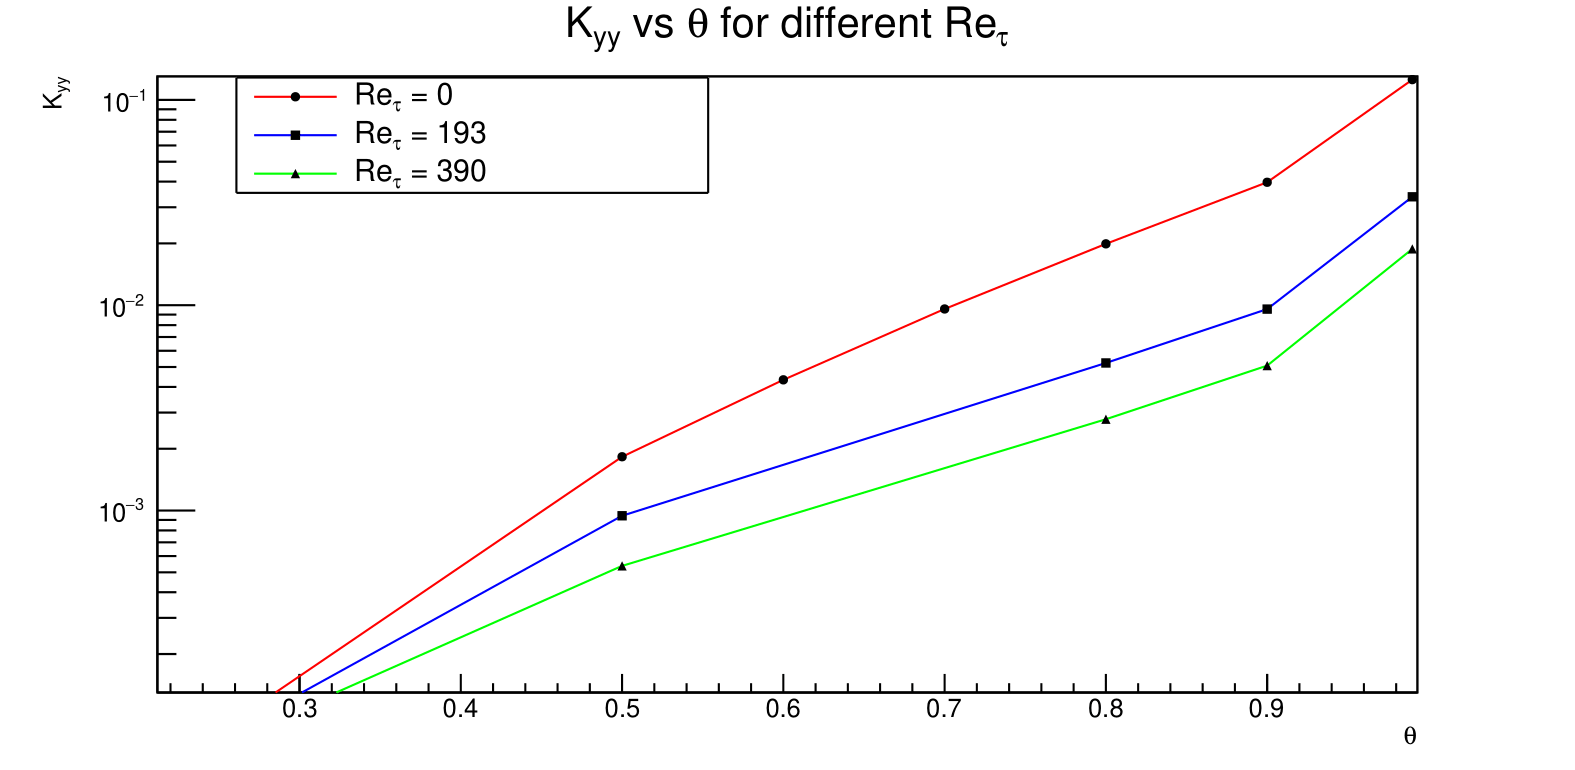 K_yy vs θ for different Re_τ
K_yy
Re_τ = 0
Re_τ = 193
Re_τ = 390
10⁻¹
10⁻²
10⁻³
0.3 0.4 0.5 0.6 0.7 0.8 0.9
θ